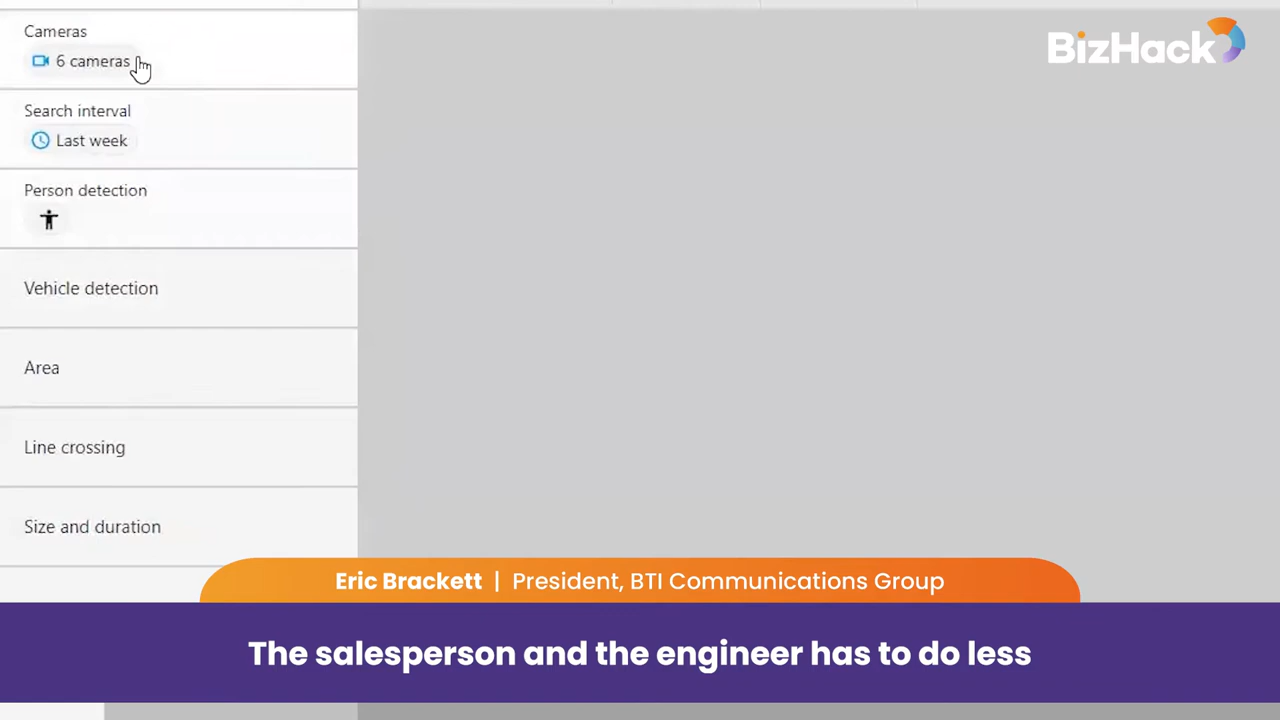 Cameras
6 cameras
BizHack
Search interval
Last week
Person detection
Vehicle detection
Area
Line crossing
Size and duration
Eric Brackett | President, BTI Communications Group
The salesperson and the engineer has to do less